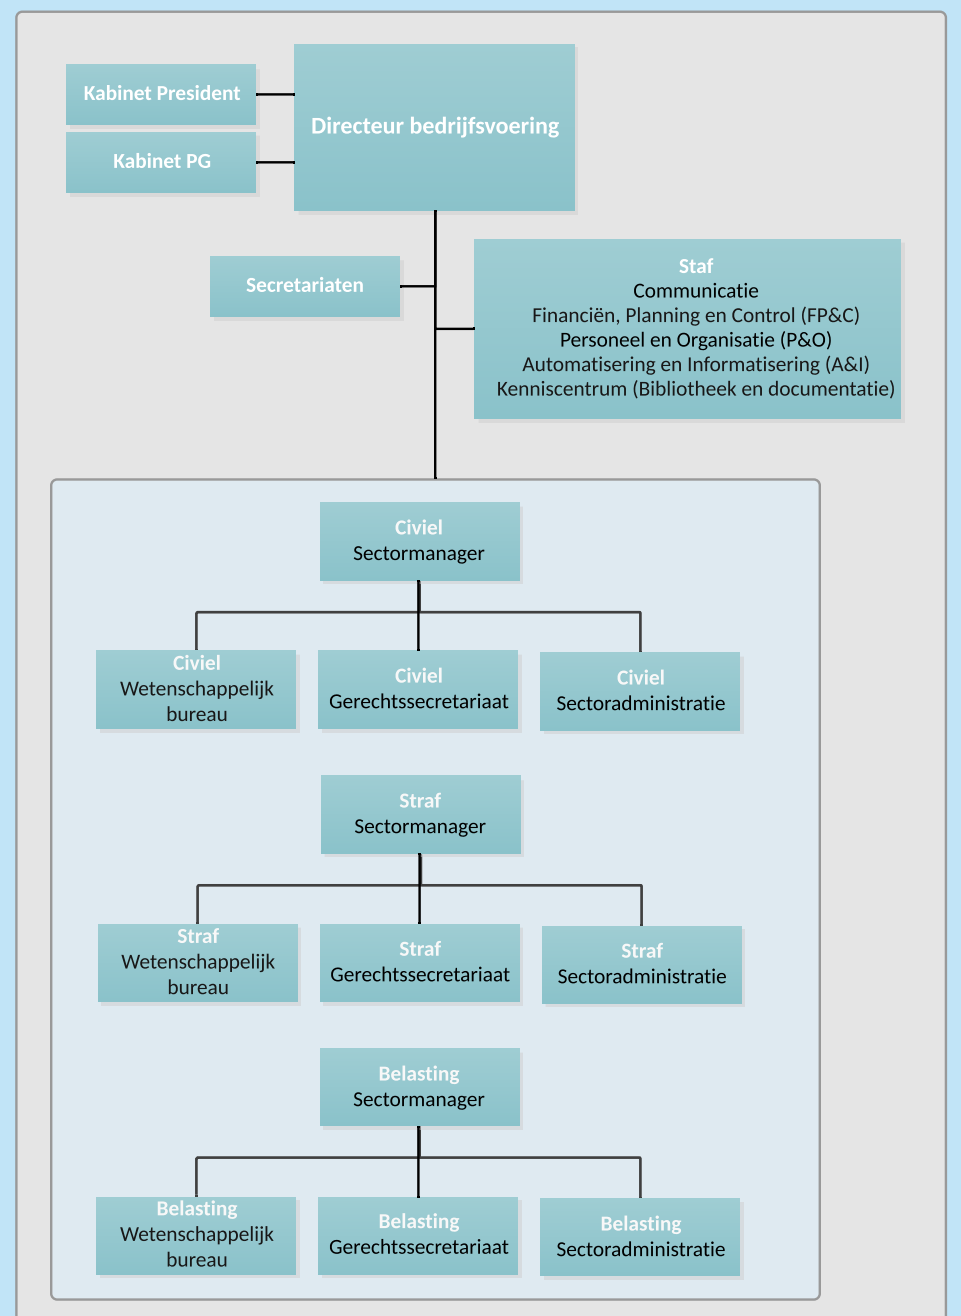 Kabinet President
Directeur bedrijfsvoering
Kabinet PG
Secretariaten
Staf
Communicatie
Financiën, Planning en Control (FP&C)
Personeel en Organisatie (P&O)
Automatisering en Informatisering (A&I)
Kenniscentrum (Bibliotheek en documentatie)
Civiel
Sectormanager
Civiel
Wetenschappelijk
bureau
Civiel
Gerechtssecretariaat
Civiel
Sectoradministratie
Straf
Sectormanager
Straf
Wetenschappelijk
bureau
Straf
Gerechtssecretariaat
Straf
Sectoradministratie
Belasting
Sectormanager
Belasting
Wetenschappelijk
bureau
Belasting
Gerechtssecretariaat
Belasting
Sectoradministratie